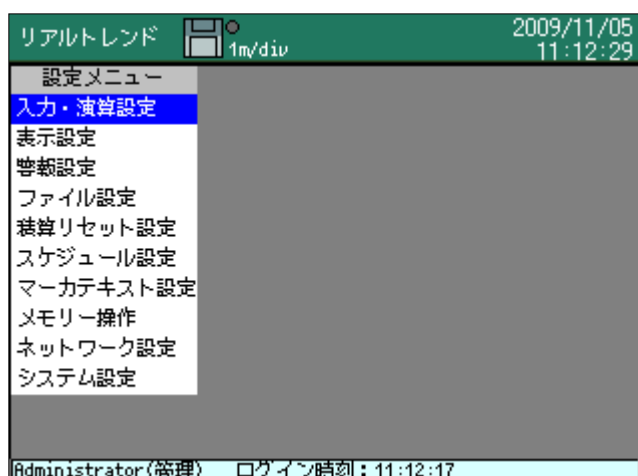 リアルトレンド 1m/div 2009/11/05
11:12:29
設定メニュー
入力・演算設定
表示設定
警報設定
ファイル設定
積算リセット設定
スケジュール設定
マーカテキスト設定
メモリー操作
ネットワーク設定
システム設定
Administrator(管理) ログイン時刻:11:12:17